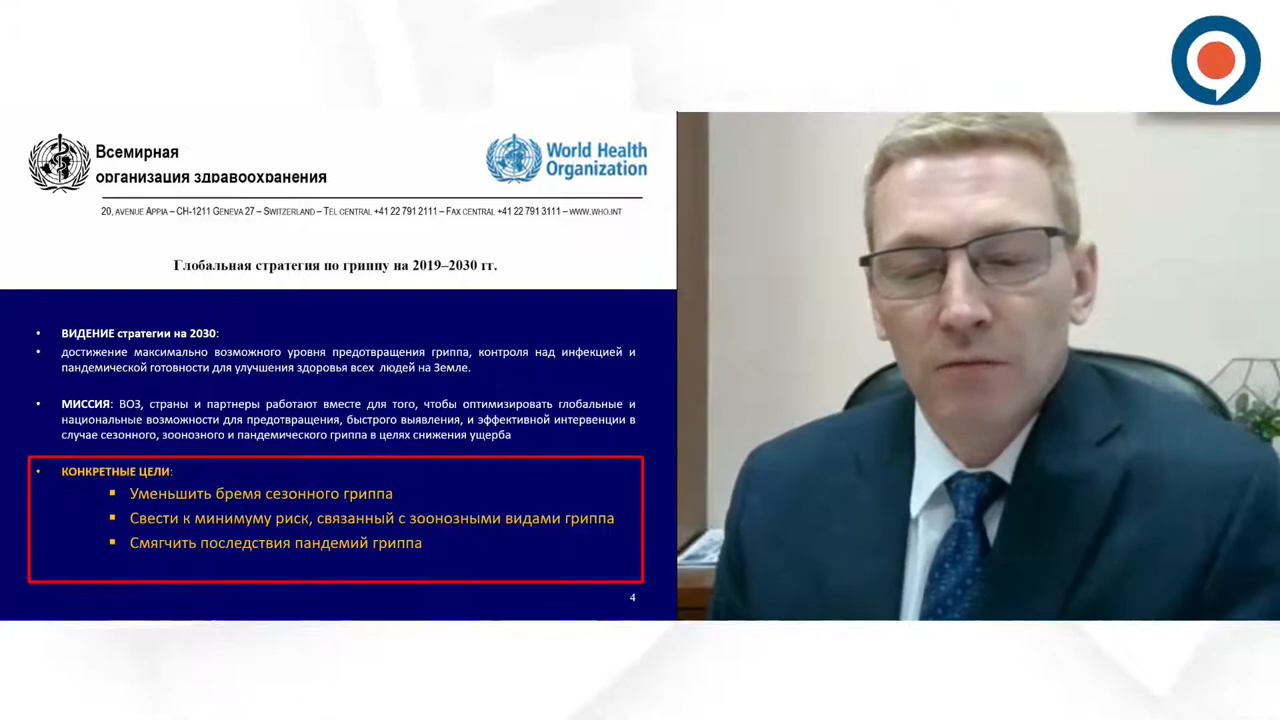 Всемирная
организация здравоохранения
World Health
Organization
20, AVENUE APPIA – CH-1211 GENEVA 27 – SWITZERLAND – TEL CENTRAL +41 22 791 2111 – FAX CENTRAL +41 22 791 3111 – WWW.WHO.INT
Глобальная стратегия по гриппу на 2019–2030 гг.
• ВИДЕНИЕ стратегии на 2030:
• достижение максимально возможного уровня предотвращения гриппа, контроля над инфекцией и
пандемической готовности для улучшения здоровья всех людей на Земле.
• МИССИЯ: ВОЗ, страны и партнеры работают вместе для того, чтобы оптимизировать глобальные и
национальные возможности для предотвращения, быстрого выявления, и эффективной интервенции в
случае сезонного, зоонозного и пандемического гриппа в целях снижения ущерба
• КОНКРЕТНЫЕ ЦЕЛИ:
▪ Уменьшить бремя сезонного гриппа
▪ Свести к минимуму риск, связанный с зоонозными видами гриппа
▪ Смягчить последствия пандемий гриппа
4